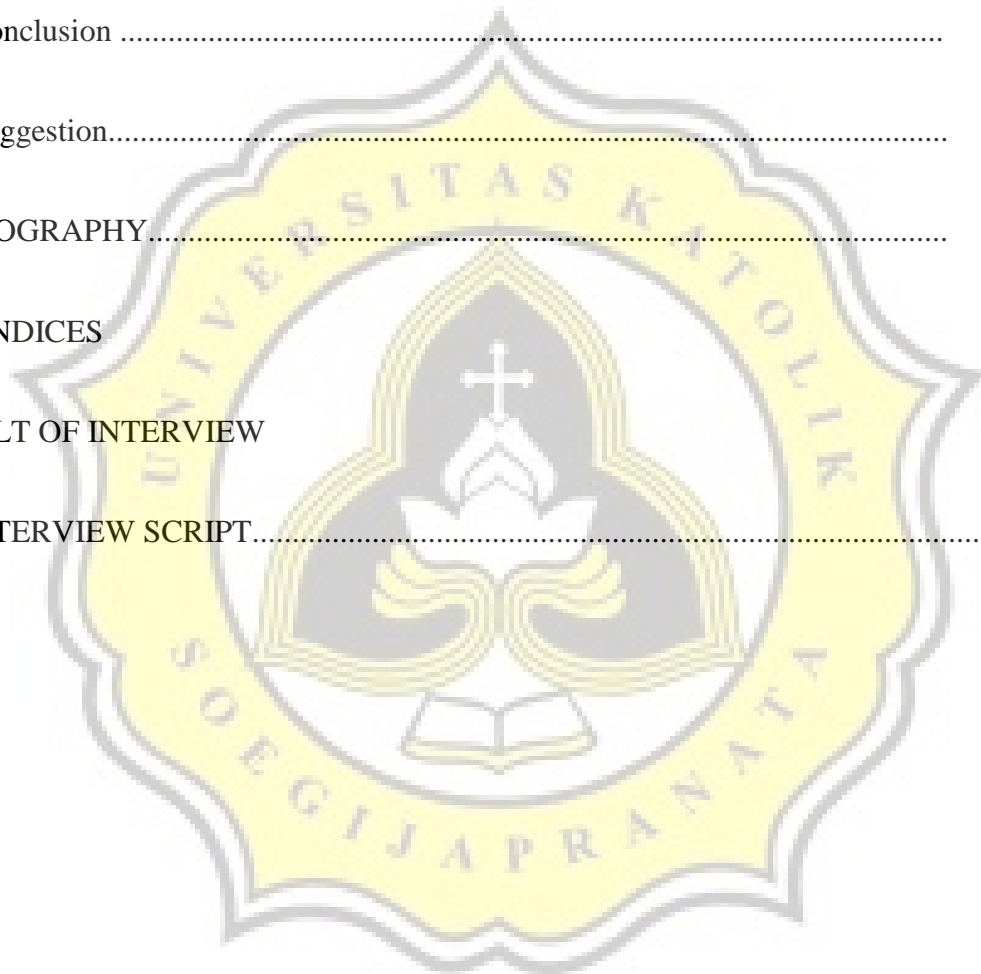 onclusion .......................................................................................................
ggestion.........................................................................................................
OGRAPHY....................................................................................................
NDICES
LT OF INTERVIEW
TERVIEW SCRIPT...........................................................................................
UNIVERSITAS KATOLIK
SOEGIJAPRANATA